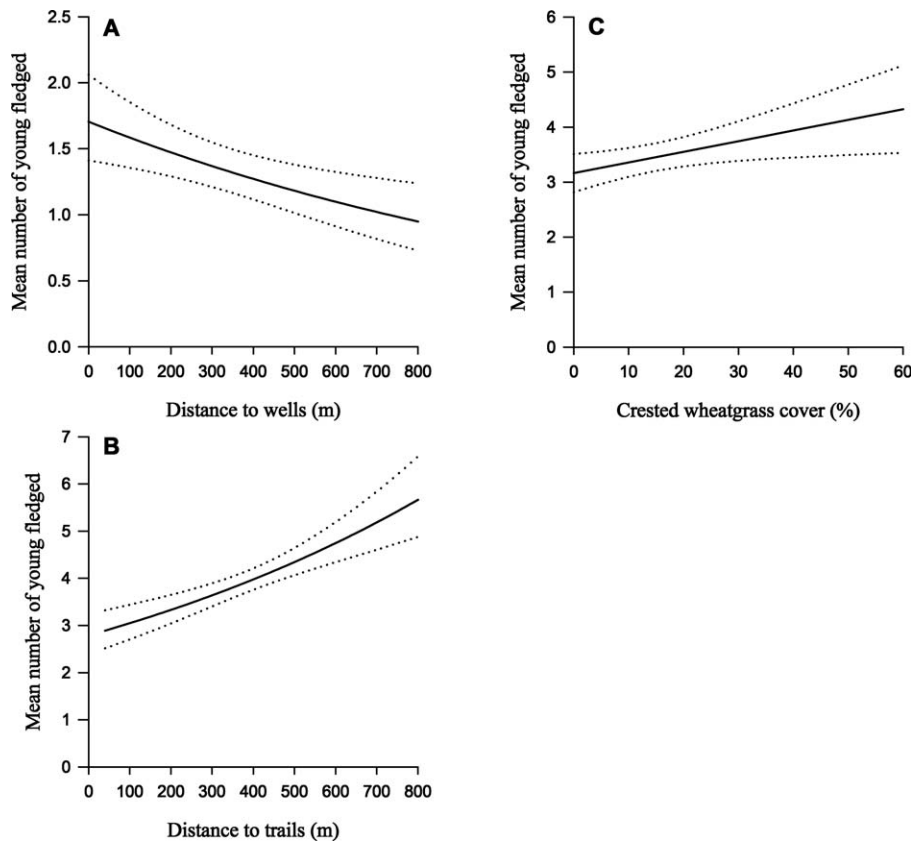 A
Mean number of young fledged
2.5
2.0
1.5
1.0
0.5
0.0
0 100 200 300 400 500 600 700 800
Distance to wells (m)
C
Mean number of young fledged
6
5
4
3
2
1
0
0 10 20 30 40 50 60
Crested wheatgrass cover (%)
B
Mean number of young fledged
7
6
5
4
3
2
1
0
0 100 200 300 400 500 600 700 800
Distance to trails (m)